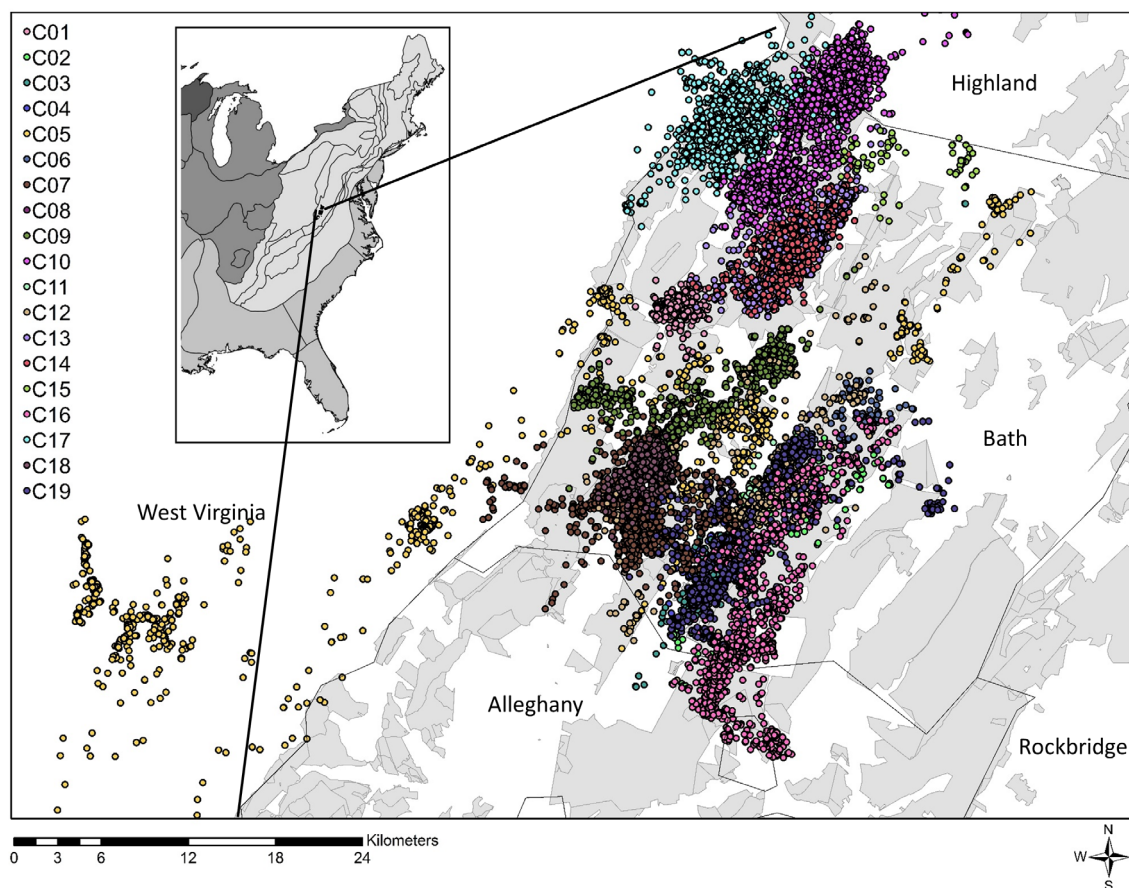 C01
C02
C03
C04
C05
C06
C07
C08
C09
C10
C11
C12
C13
C14
C15
C16
C17
C18
C19
Highland
Bath
West Virginia
Alleghany
Rockbridge
Kilometers
0 3 6 12 18 24
N
W E
S